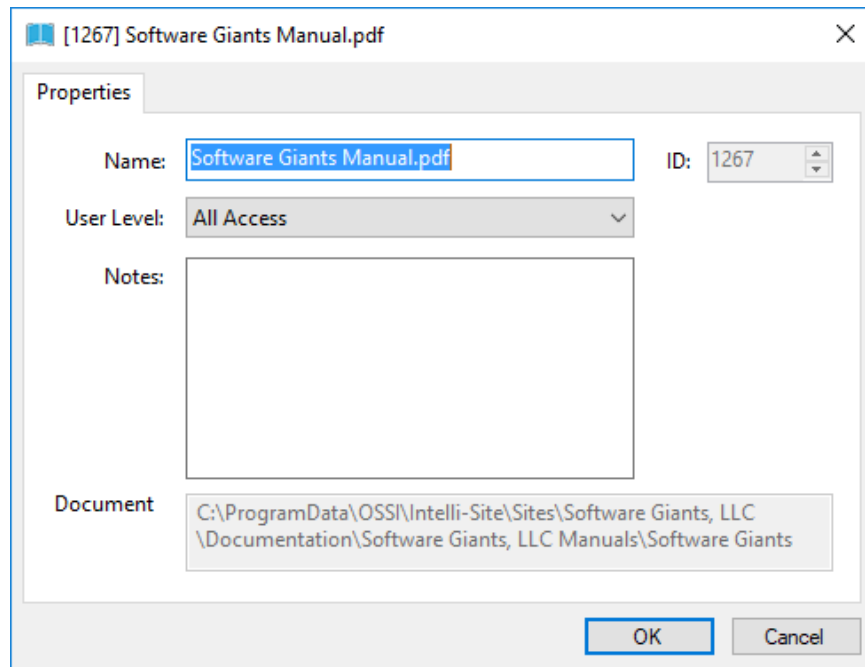 [1267] Software Giants Manual.pdf
Properties
Name: Software Giants Manual.pdf ID: 1267
User Level: All Access
Notes:
Document C:\ProgramData\OSSI\Intelli-Site\Sites\Software Giants, LLC
\Documentation\Software Giants, LLC Manuals\Software Giants
OK Cancel